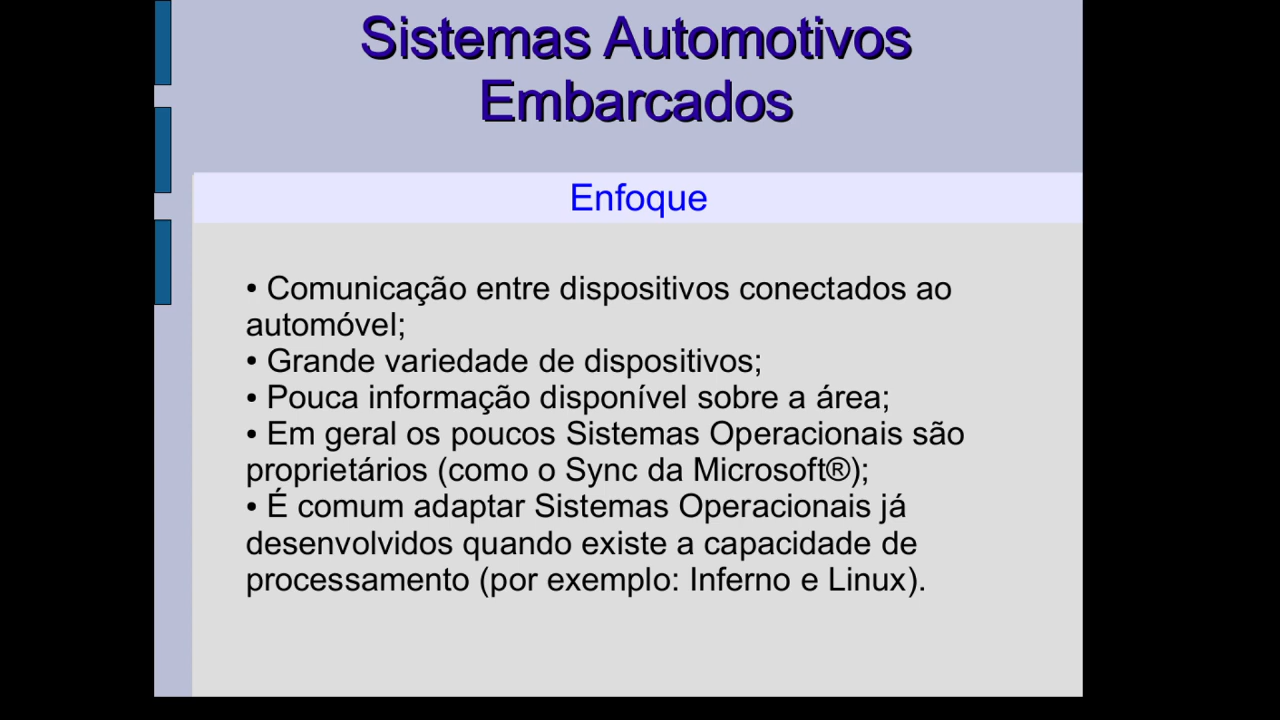 Sistemas Automotivos
Embarcados
Enfoque
• Comunicação entre dispositivos conectados ao
automóvel;
• Grande variedade de dispositivos;
• Pouca informação disponível sobre a área;
• Em geral os poucos Sistemas Operacionais são
proprietários (como o Sync da Microsoft®);
• É comum adaptar Sistemas Operacionais já
desenvolvidos quando existe a capacidade de
processamento (por exemplo: Inferno e Linux).